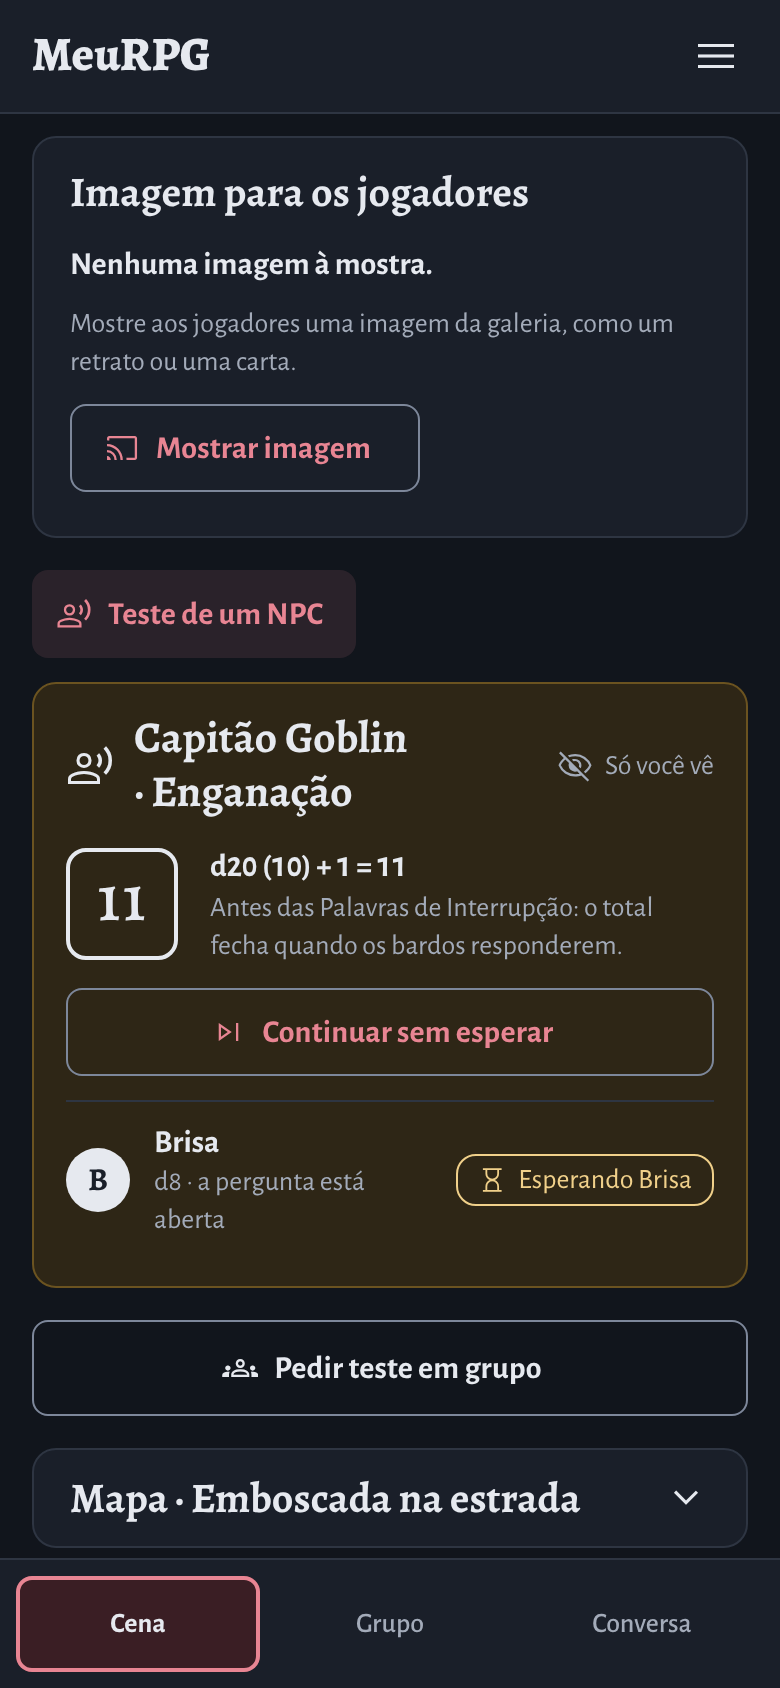 MeuRPG
Imagem para os jogadores
Nenhuma imagem à mostra.
Mostre aos jogadores uma imagem da galeria, como um
retrato ou uma carta.
Mostrar imagem
Teste de um NPC
Capitão Goblin
· Enganação
Só você vê
11
d20 (10) + 1 = 11
Antes das Palavras de Interrupção: o total
fecha quando os bardos responderem.
Continuar sem esperar
B
Brisa
d8 · a pergunta está
aberta
Esperando Brisa
Pedir teste em grupo
Mapa · Emboscada na estrada
Cena
Grupo
Conversa